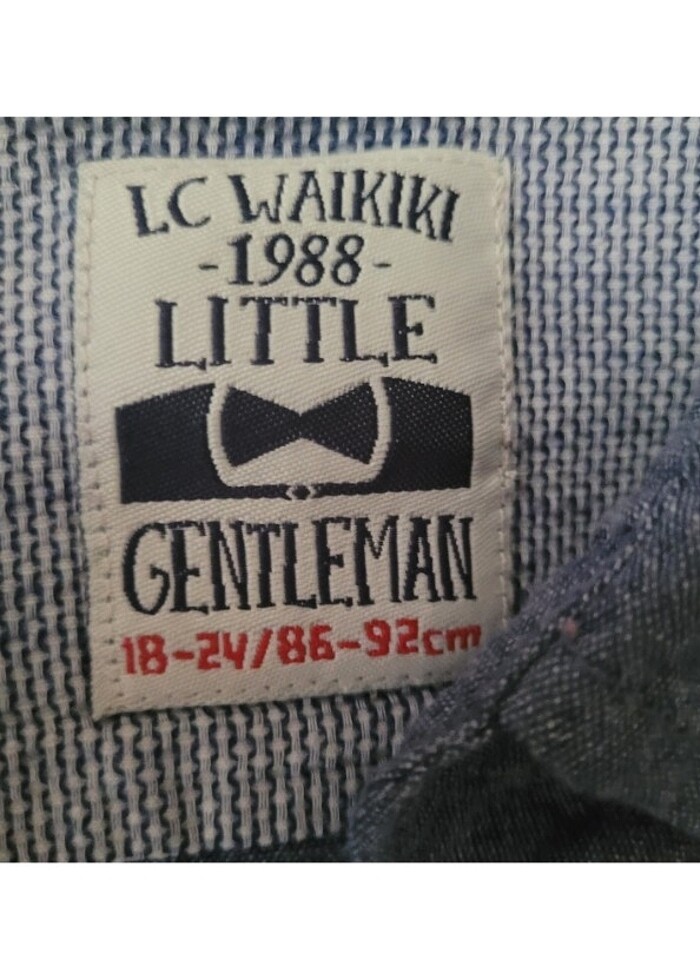 LC WAIKIKI
-1988-
LITTLE
GENTLEMAN
18-24/86-92cm